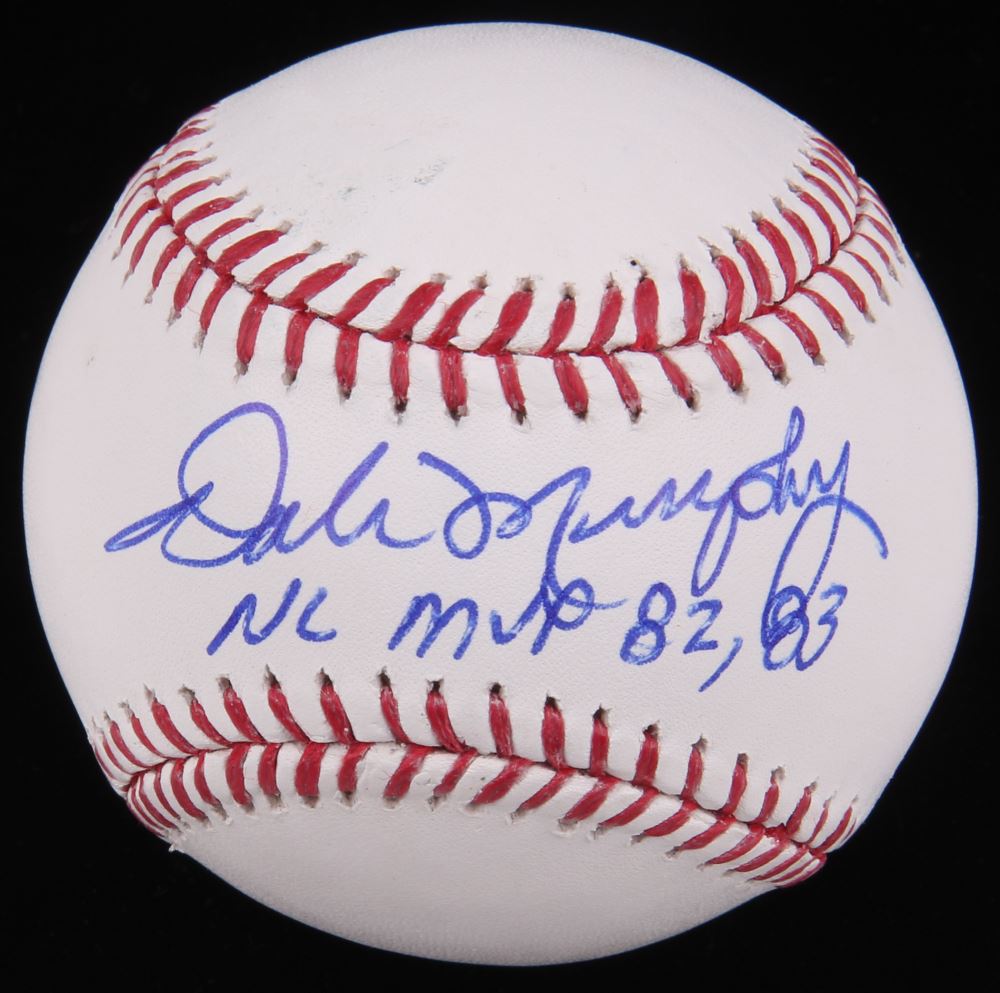 Dale Murphy
NL MVP 82, 83